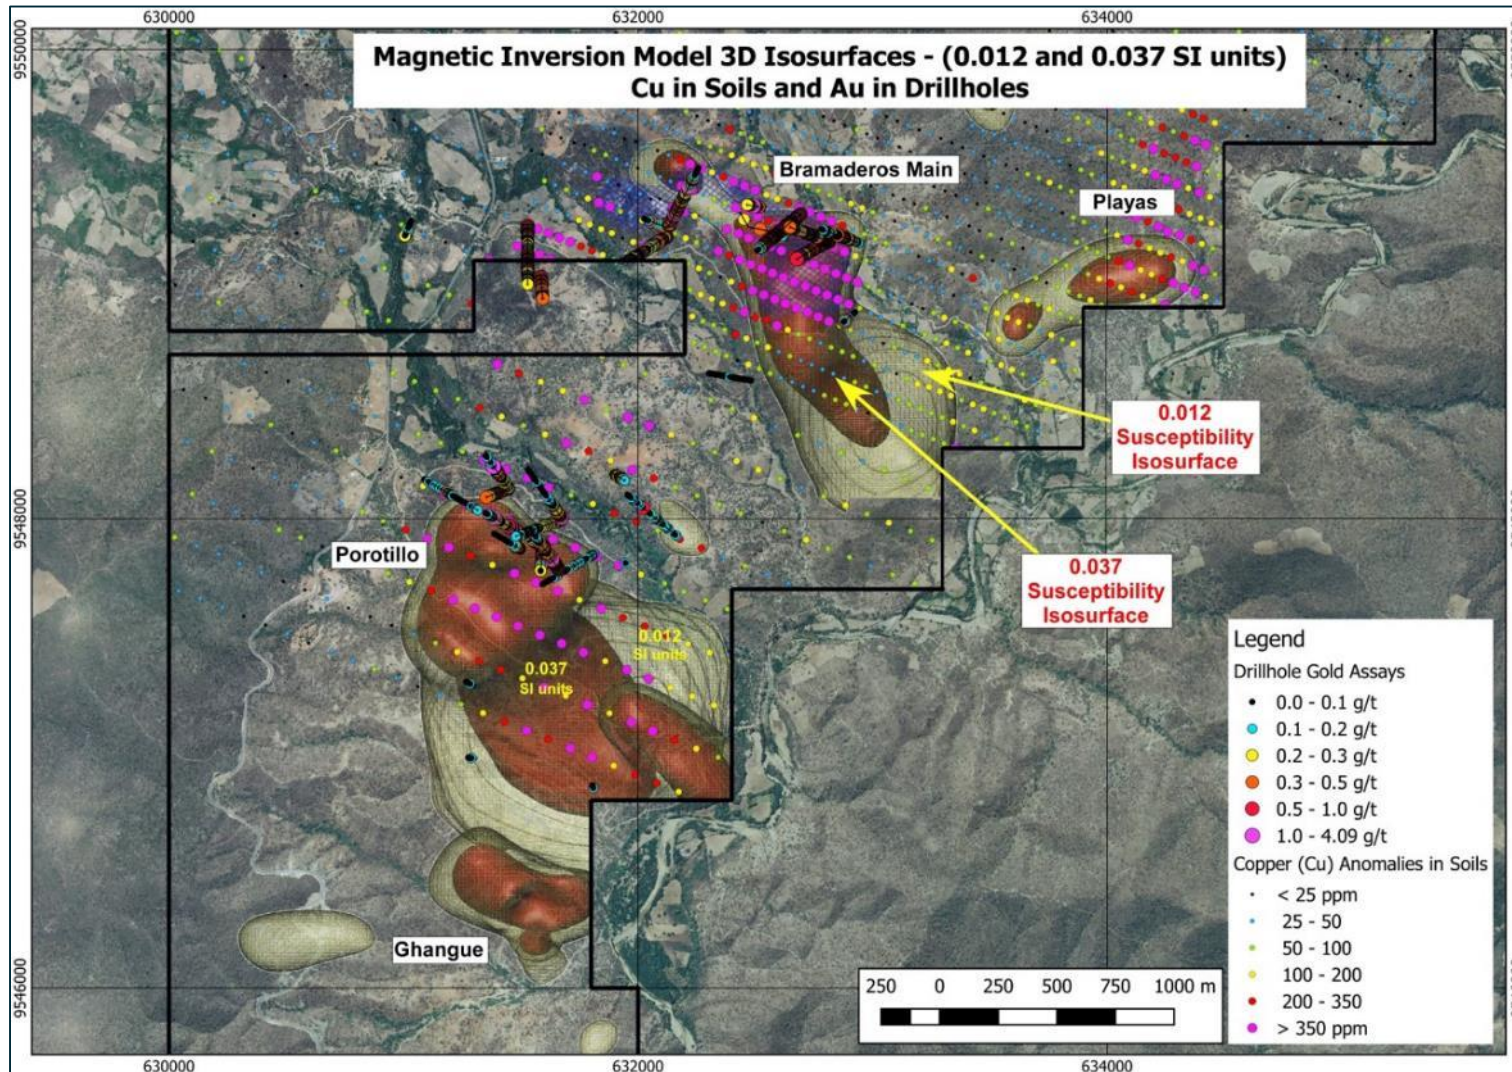 630000
632000
634000
9550000
Magnetic Inversion Model 3D Isosurfaces - (0.012 and 0.037 SI units)
Cu in Soils and Au in Drillholes
Bramaderos Main
Playas
0.012
Susceptibility
Isosurface
9548000
Porotillo
0.037
Susceptibility
Isosurface
0.012
SI units
0.037
SI units
Legend
Drillhole Gold Assays
0.0 - 0.1 g/t
0.1 - 0.2 g/t
0.2 - 0.3 g/t
0.3 - 0.5 g/t
0.5 - 1.0 g/t
1.0 - 4.09 g/t
Copper (Cu) Anomalies in Soils
< 25 ppm
25 - 50
50 - 100
100 - 200
200 - 350
> 350 ppm
Ghangue
9546000
250 0 250 500 750 1000 m
630000
632000
634000